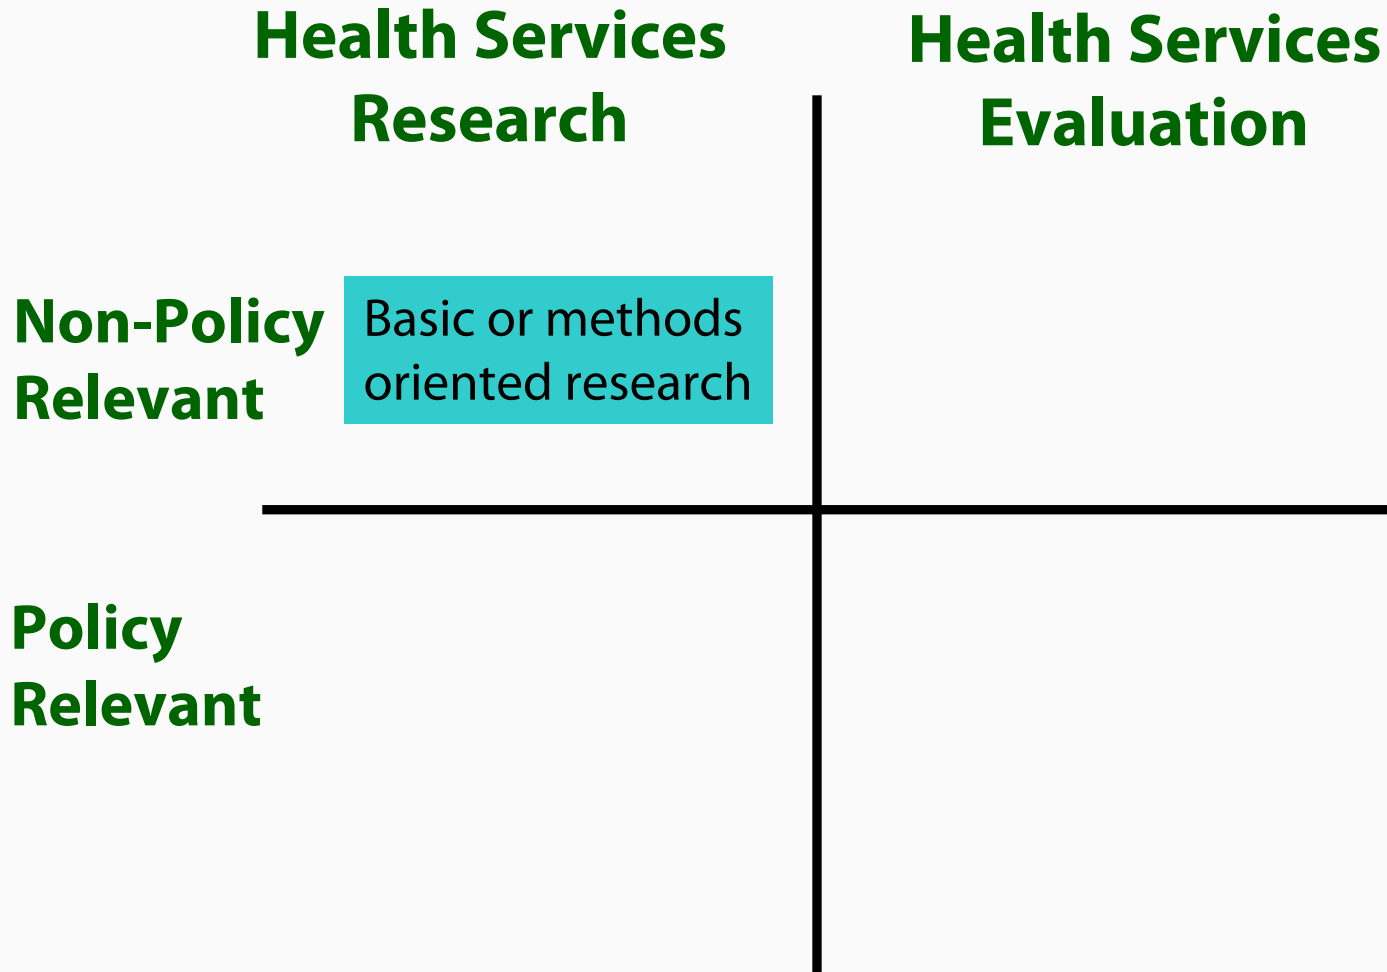 Health Services
Research
Health Services
Evaluation
Non-Policy
Relevant
Basic or methods
oriented research
Policy
Relevant